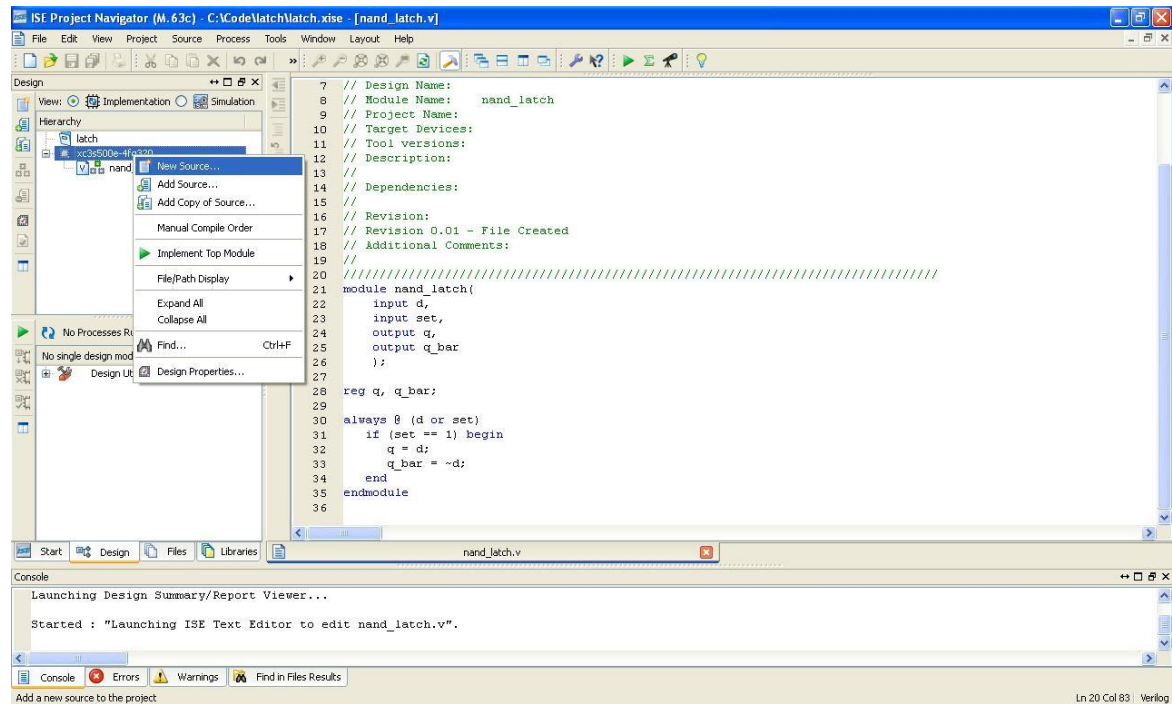 ISE Project Navigator (M.63c) - C:\Code\latch\latch.xise - [nand_latch.v]
File Edit View Project Source Process Tools Window Layout Help
Design
View: Implementation Simulation
Hierarchy
latch
xc3s500e-4fg320
nand
New Source...
Add Source...
Add Copy of Source...
Manual Compile Order
Implement Top Module
File/Path Display
Expand All
Collapse All
Find... Ctrl+F
Design Properties...
No Processes Ru
No single design mod
Design Ut
7 // Design Name:
8 // Module Name: nand_latch
9 // Project Name:
10 // Target Devices:
11 // Tool versions:
12 // Description:
13 //
14 // Dependencies:
15 //
16 // Revision:
17 // Revision 0.01 - File Created
18 // Additional Comments:
19 //
20 //////////////////////////////////////////////////////////////////////////////////
21 module nand_latch(
22 input d,
23 input set,
24 output q,
25 output q_bar
26 );
27
28 reg q, q_bar;
29
30 always @ (d or set)
31 if (set == 1) begin
32 q = d;
33 q_bar = ~d;
34 end
35 endmodule
36
Start Design Files Libraries
nand_latch.v
Console
Launching Design Summary/Report Viewer...
Started : "Launching ISE Text Editor to edit nand_latch.v".
Console Errors Warnings Find in Files Results
Add a new source to the project
Ln 20 Col 83 Verilog